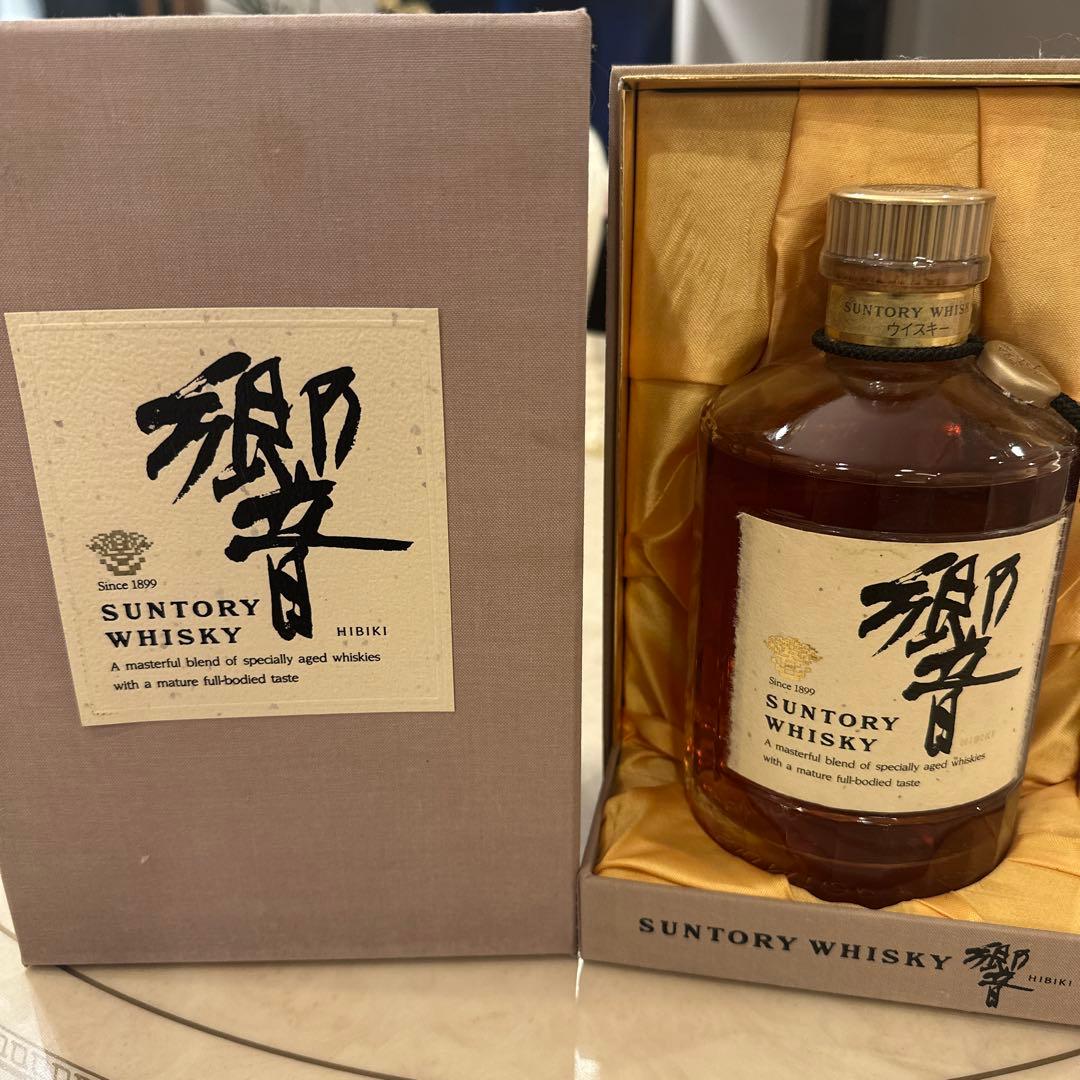 響
Since 1899
SUNTORY
WHISKY
HIBIKI
A masterful blend of specially aged whiskies
with a mature full-bodied taste
SUNTORY WHIS
ウイスキー
響
Since 1899
SUNTORY
WHISKY
HIBIKI
A masterful blend of specially aged whiskies
with a mature full-bodied taste
SUNTORY WHISKY 響 HIBIKI